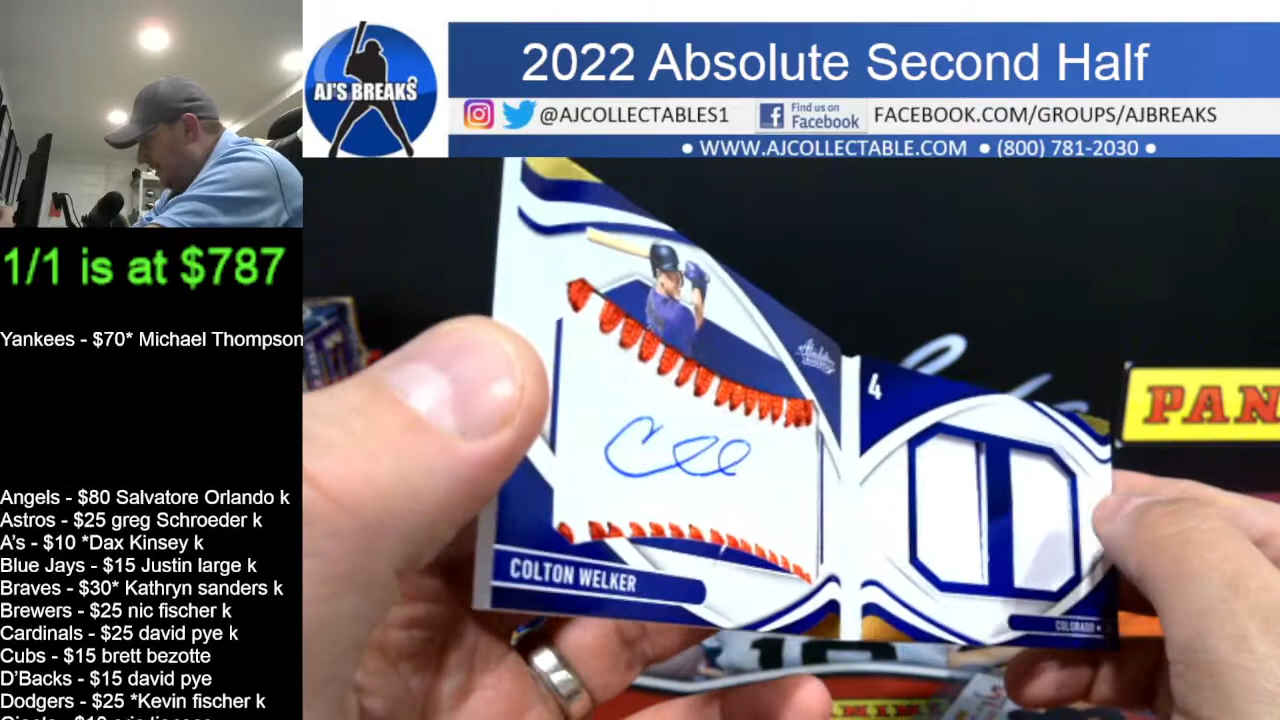 AJ'S BREAKS
2022 Absolute Second Half
@AJCOLLECTABLES1
Find us on
Facebook
FACEBOOK.COM/GROUPS/AJBREAKS
• WWW.AJCOLLECTABLE.COM • (800) 781-2030 •
1/1 is at $787
Yankees - $70* Michael Thompson
Angels - $80 Salvatore Orlando k
Astros - $25 greg Schroeder k
A's - $10 *Dax Kinsey k
Blue Jays - $15 Justin large k
Braves - $30* Kathryn sanders k
Brewers - $25 nic fischer k
Cardinals - $25 david pye k
Cubs - $15 brett bezotte
D'Backs - $15 david pye
Dodgers - $25 *Kevin fischer k
Absolute
4
PAN
COLTON WELKER
COLORADO
10